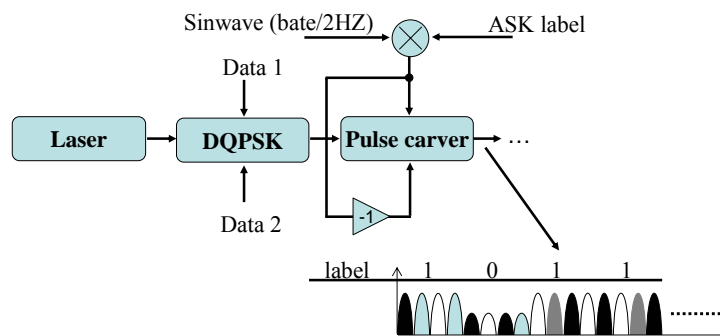 Sinwave (bate/2HZ)
ASK label
Data 1
Laser
DQPSK
Pulse carver
...
-1
Data 2
label 1 0 1 1